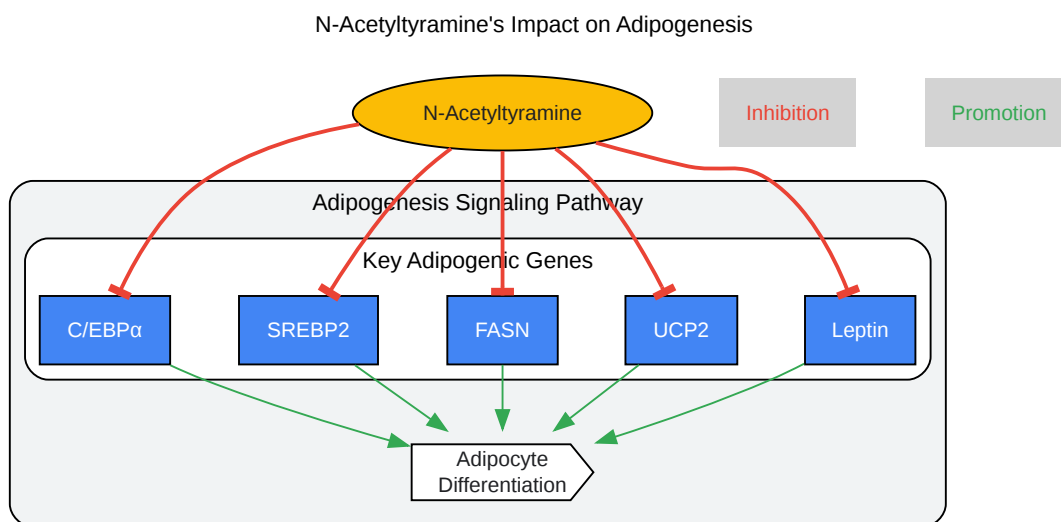 N-Acetyltyramine's Impact on Adipogenesis
N-Acetyltyramine
Inhibition
Promotion
Adipogenesis Signaling Pathway
Key Adipogenic Genes
C/EBPα
SREBP2
FASN
UCP2
Leptin
Adipocyte
Differentiation